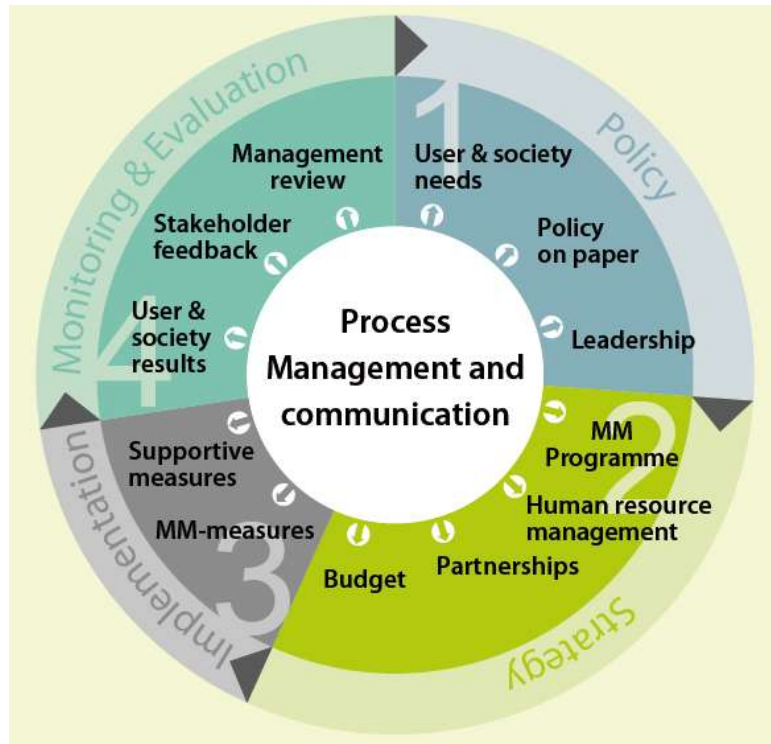 Process
Management and
communication
1
Policy
User & society
needs
Policy
on paper
Leadership
2
Strategy
MM
Programme
Human resource
management
Partnerships
Budget
3
Implementation
MM-measures
Supportive
measures
4
Monitoring & Evaluation
User &
society
results
Stakeholder
feedback
Management
review